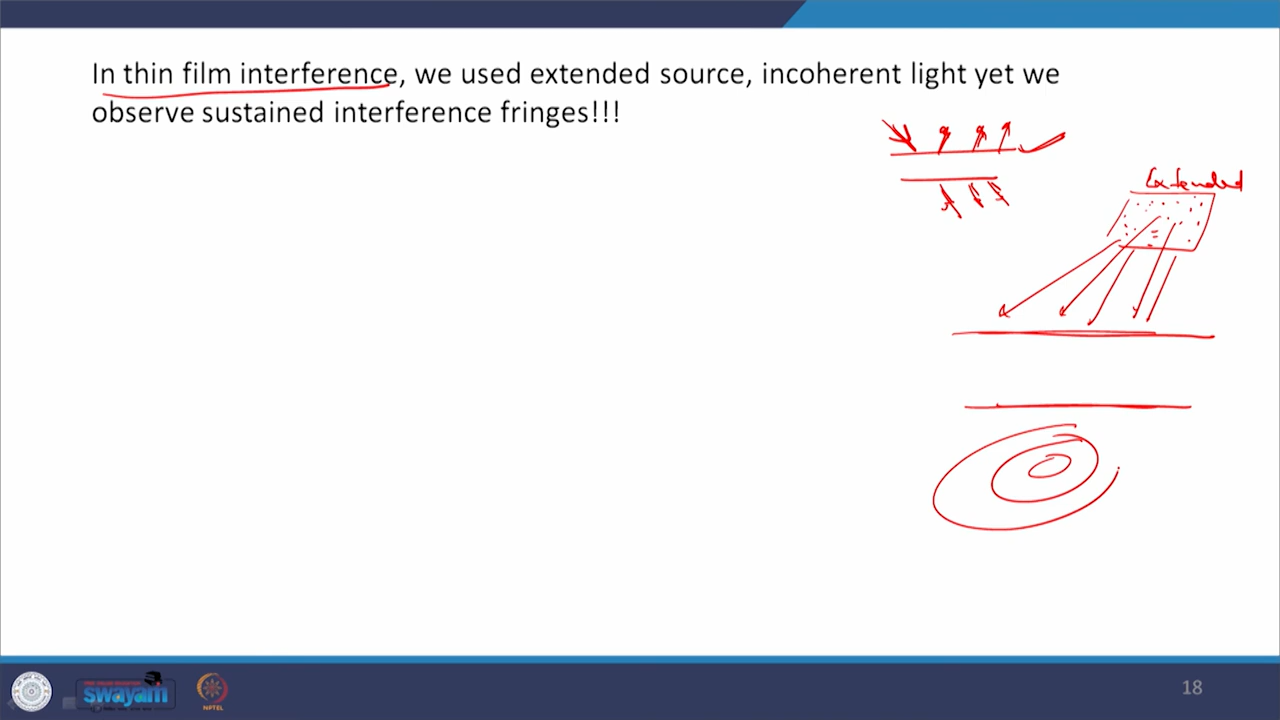 In thin film interference, we used extended source, incoherent light yet we
observe sustained interference fringes!!!
Extended
swayam
NPTEL
18